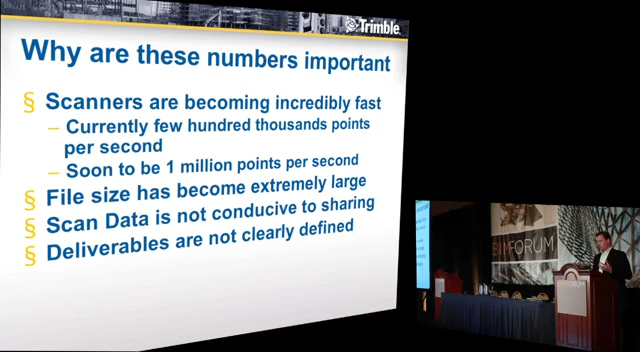 Trimble
Why are these numbers important
§ Scanners are becoming incredibly fast
– Currently few hundred thousands points
per second
– Soon to be 1 million points per second
§ File size has become extremely large
§ Scan Data is not conducive to sharing
§ Deliverables are not clearly defined
BIMFORUM